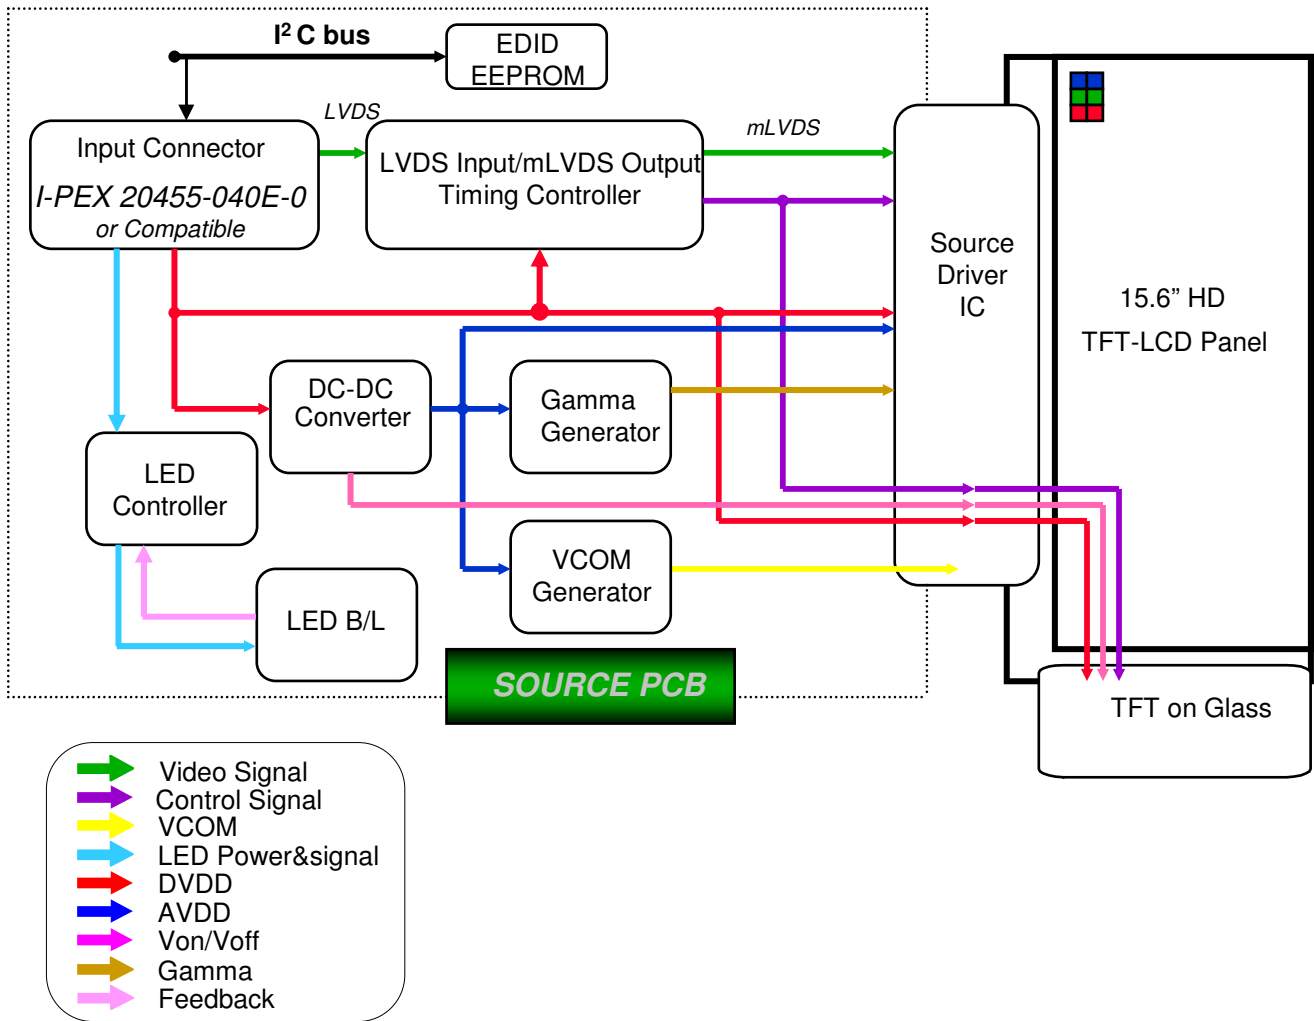 I² C bus
EDID
EEPROM
LVDS
mLVDS
Input Connector
I-PEX 20455-040E-0
or Compatible
LVDS Input/mLVDS Output
Timing Controller
Source
Driver
IC
15.6” HD
TFT-LCD Panel
DC-DC
Converter
Gamma
Generator
LED
Controller
VCOM
Generator
LED B/L
SOURCE PCB
TFT on Glass
Video Signal
Control Signal
VCOM
LED Power&signal
DVDD
AVDD
Von/Voff
Gamma
Feedback